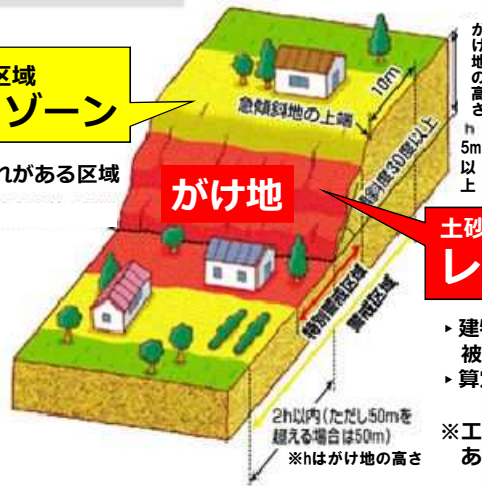 区域
ゾーン
れがある区域
がけ地
急傾斜地の上端
10m
傾斜度30度以上
がけ地の高さ
h
5m以上
土砂
レ
特別警戒区域
警戒区域
▸建
被
▸算
2h以内(ただし50mを
超える場合は50m)
※hはがけ地の高さ
※工
あ